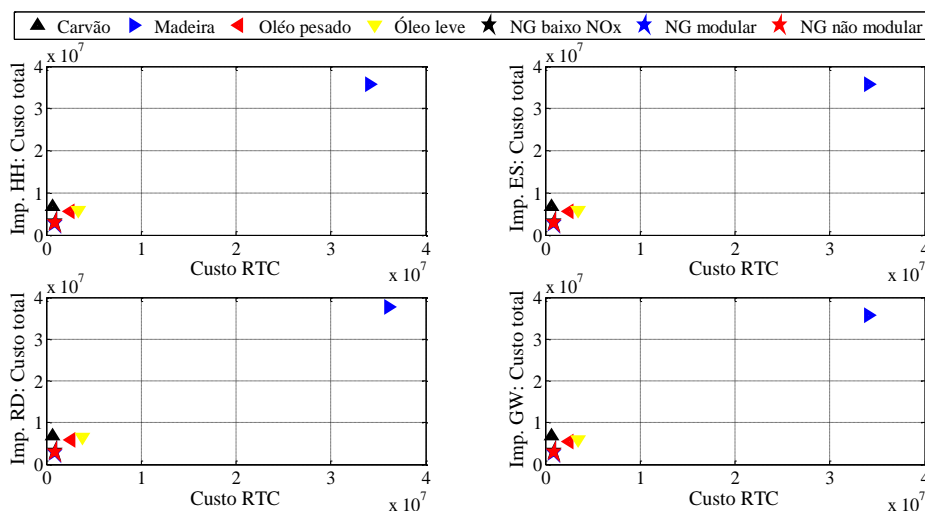 Carvão Madeira Oléo pesado Óleo leve NG baixo NOx NG modular NG não modular
x 10^7 x 10^7
4 4
3 3
2 2
1 1
0 0
Imp. HH: Custo total Imp. ES: Custo total
0 1 2 3 4 0 1 2 3 4
Custo RTC Custo RTC
x 10^7 x 10^7
x 10^7 x 10^7
4 4
3 3
2 2
1 1
0 0
Imp. RD: Custo total Imp. GW: Custo total
0 1 2 3 4 0 1 2 3 4
Custo RTC Custo RTC
x 10^7 x 10^7